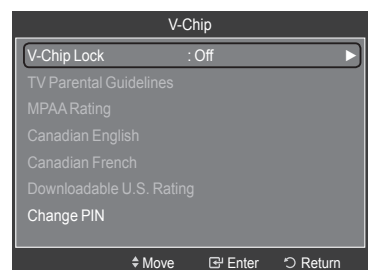 V-Chip
V-Chip Lock : Off ►
TV Parental Guidelines
MPAA Rating
Canadian English
Canadian French
Downloadable U.S. Rating
Change PIN
Move Enter Return